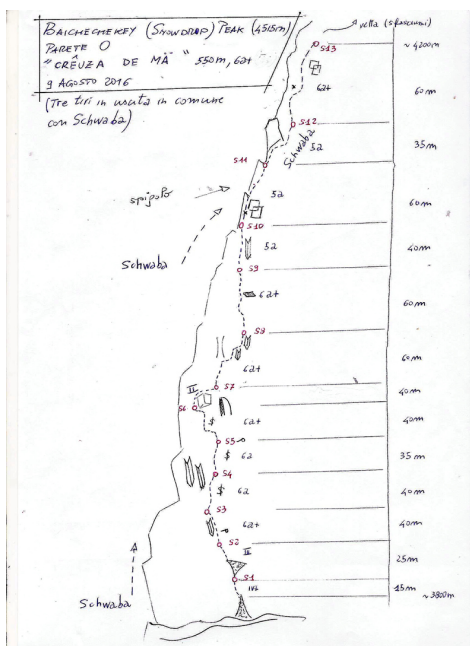 BAICHECHEKEY (SNOWDROP) PEAK (4515m)
PARETE O
"CRÊUZA DE MÄ" 550m, 6a+
9 AGOSTO 2016
(Tre tiri in uscita in comune
con Schwaba)
vetta (sfasciumi)
S13
~ 4200m
6a+
60m
S12
Schwaba
5a
35m
S11
spigolo
5a
60m
S10
Schwaba
5a
40m
S9
6a+
60m
S8
60m
6a+
S7
II
40m
S6
$
6a+
40m
S5
$
6a
35m
S4
$
6a
40m
S3
6a+
40m
S2
II
25m
Schwaba
S1
15m
~ 3800m